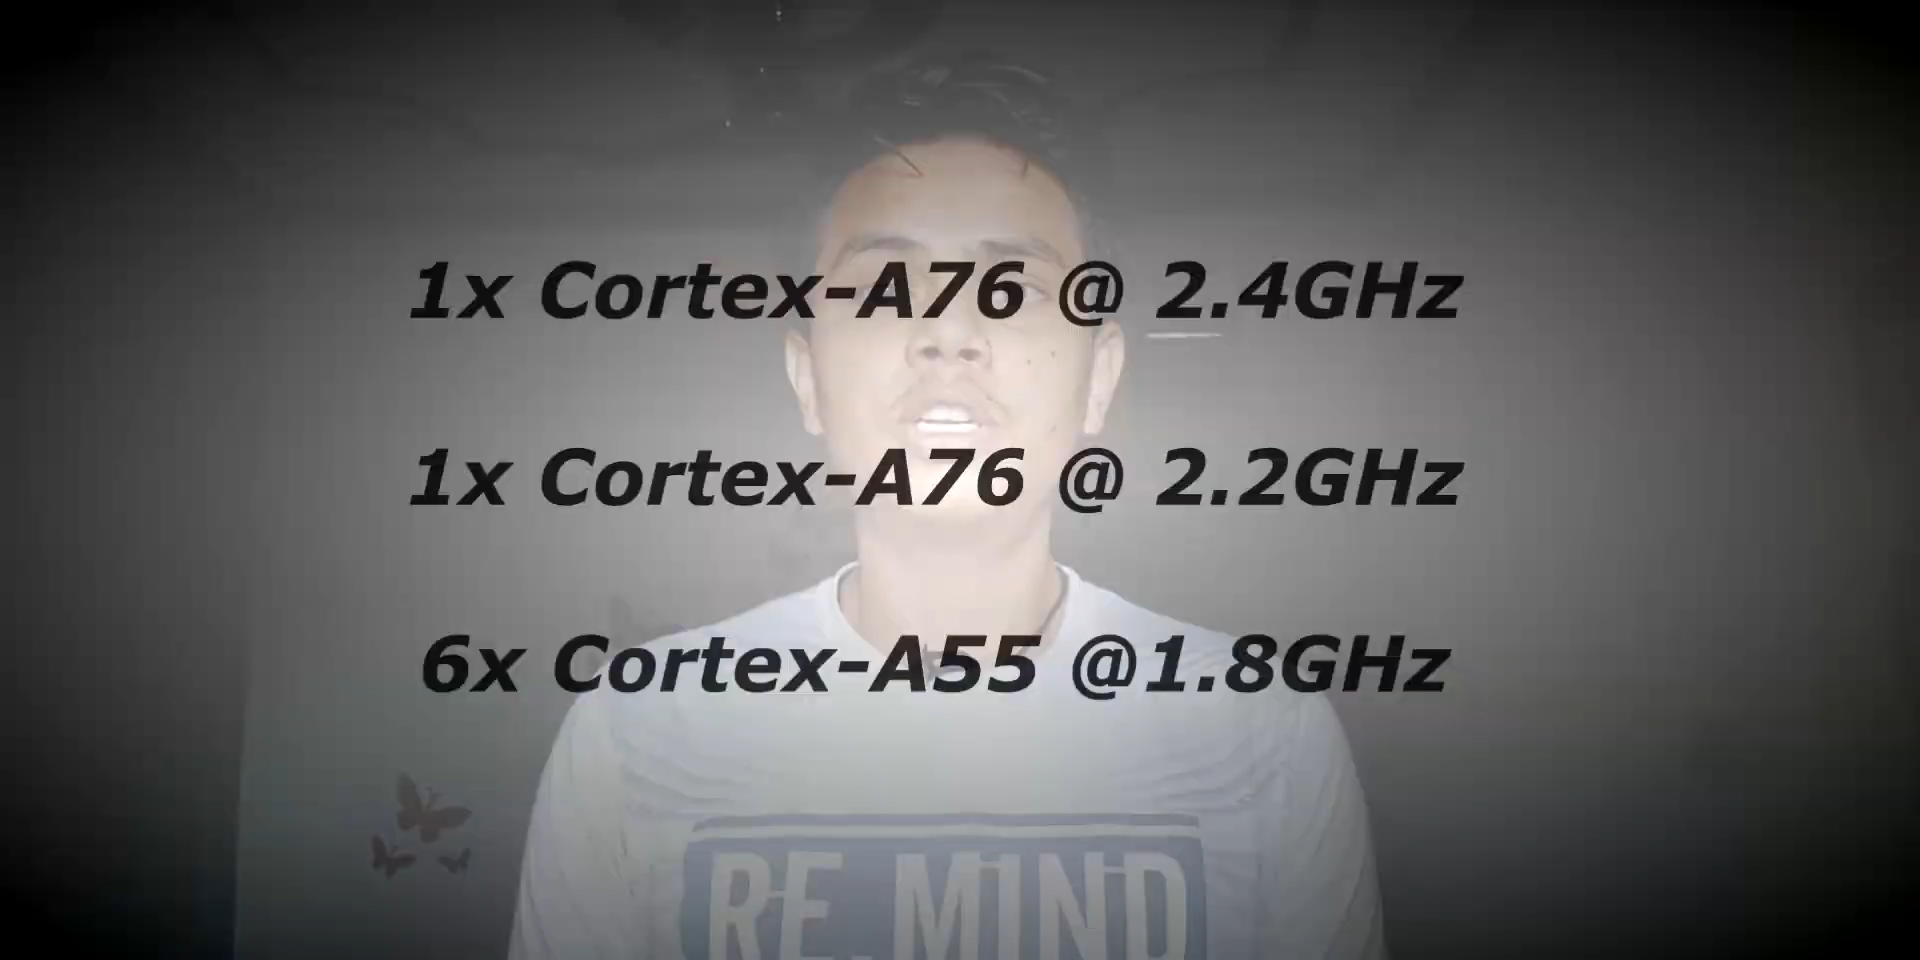 1x Cortex-A76 @ 2.4GHz
1x Cortex-A76 @ 2.2GHz
6x Cortex-A55 @1.8GHz
RE.MIND